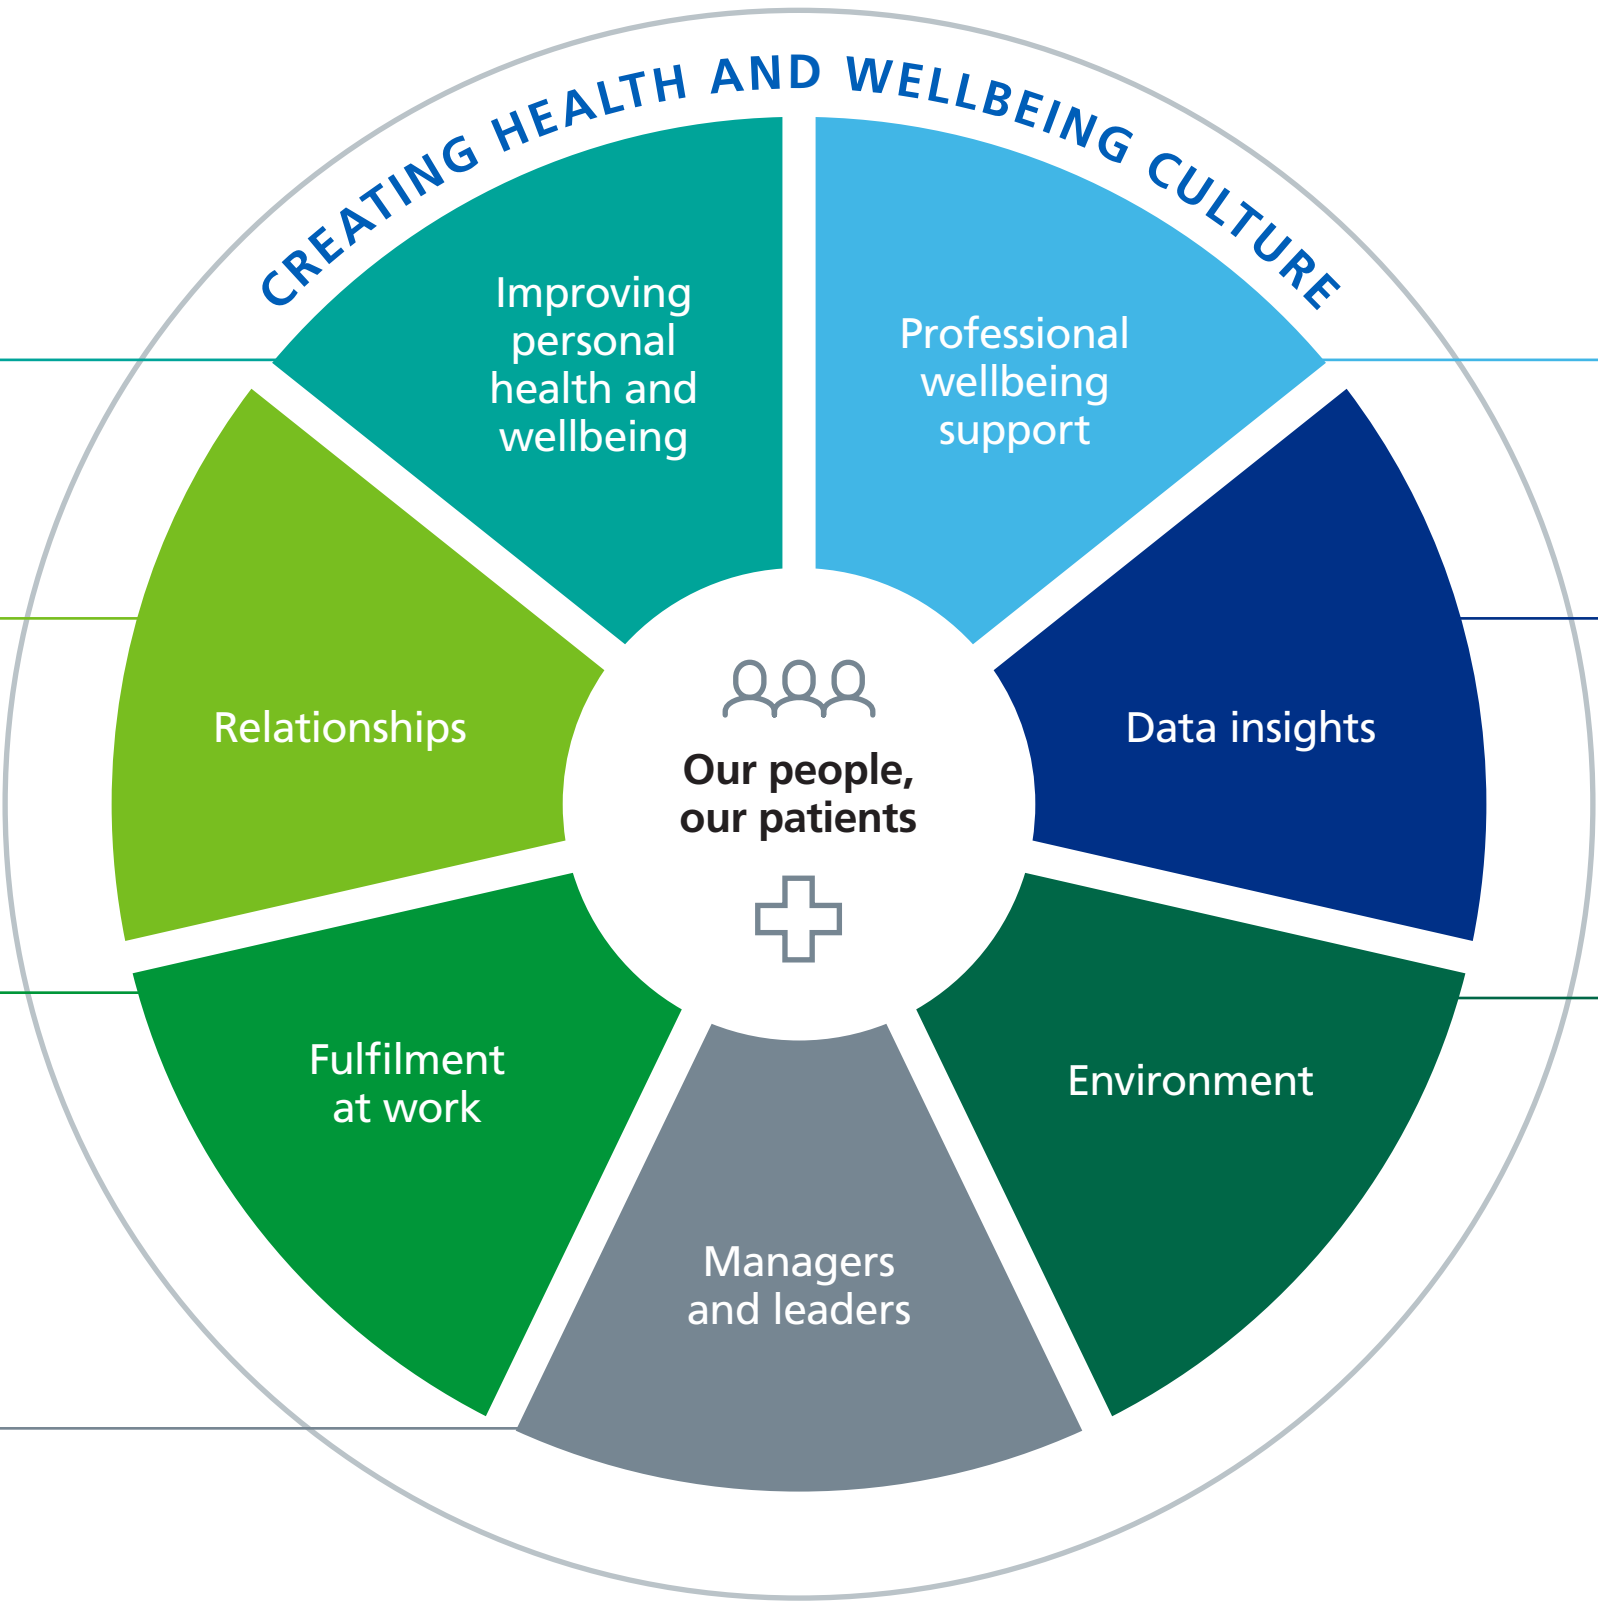 CREATING HEALTH AND WELLBEING CULTURE
Improving
personal
health and
wellbeing
Professional
wellbeing
support
Relationships
Data insights
Our people,
our patients
Fulfilment
at work
Environment
Managers
and leaders